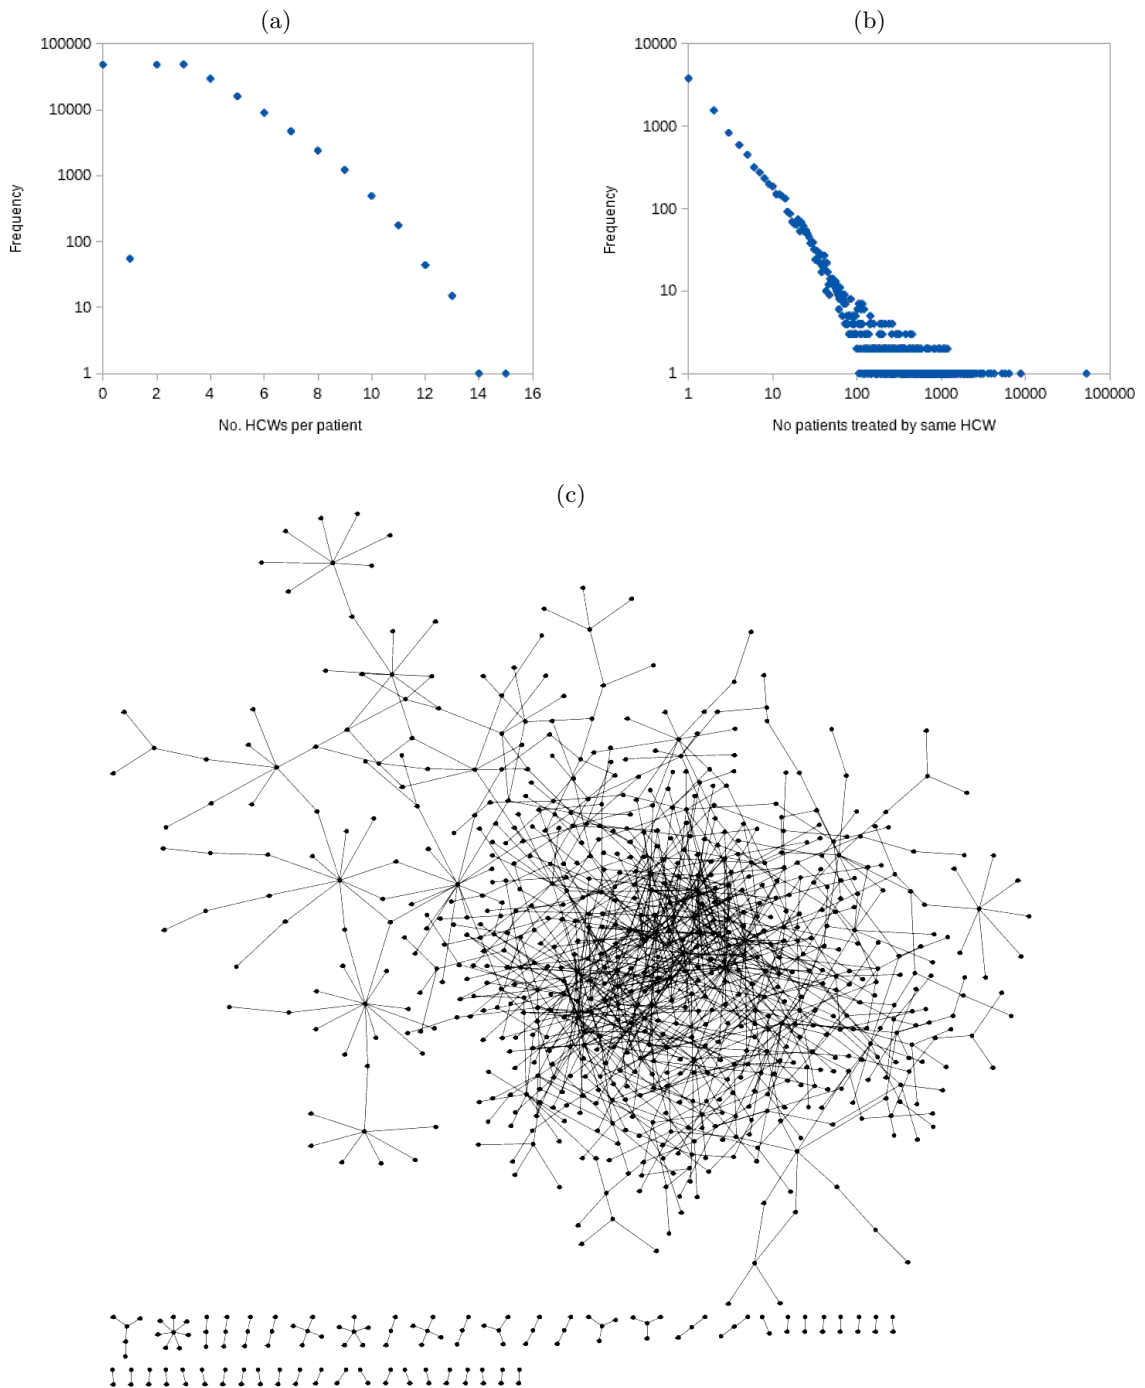 (a)
100000
10000
1000
100
10
1
Frequency
0 2 4 6 8 10 12 14 16
No. HCWs per patient
(b)
10000
1000
100
10
1
Frequency
1 10 100 1000 10000 100000
No patients treated by same HCW
(c)